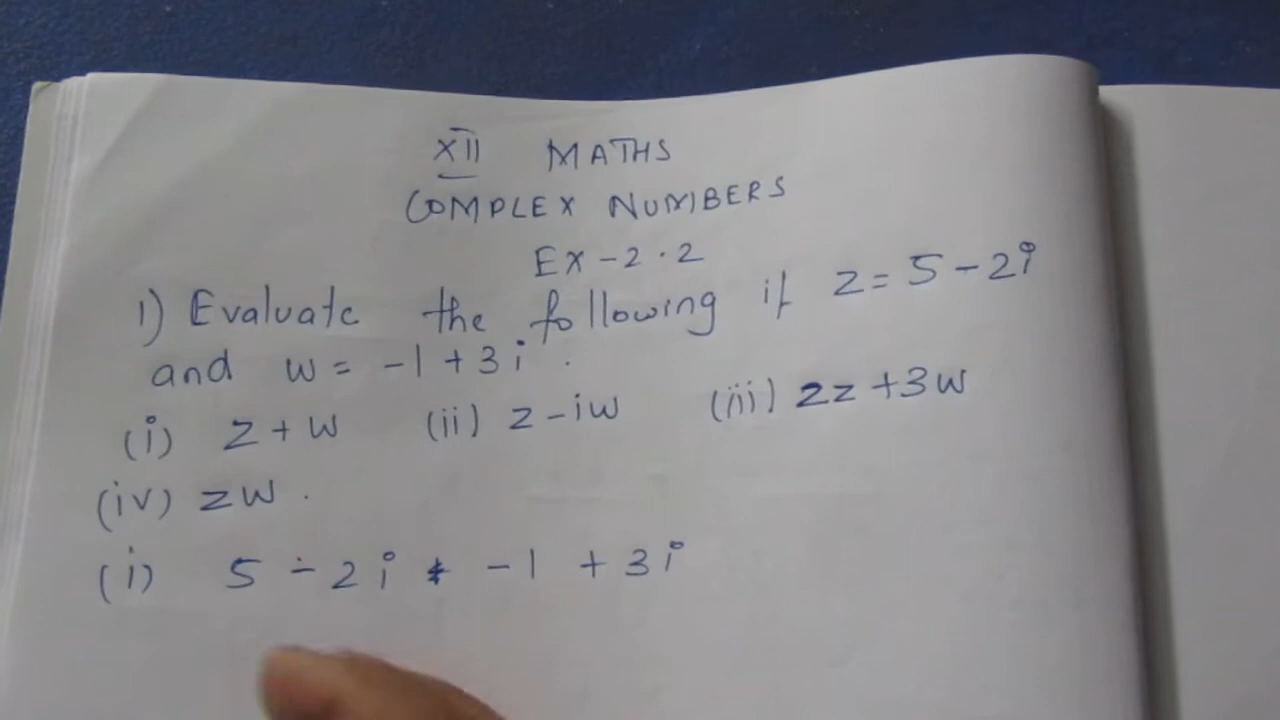 XII MATHS
COMPLEX NUMBERS
EX-2.2
1) Evaluate the following if z = 5-2i
and w = -1+3i.
(i) z+w (ii) z-iw (iii) 2z+3w
(iv) zw.
(i) 5-2i + -1+3i